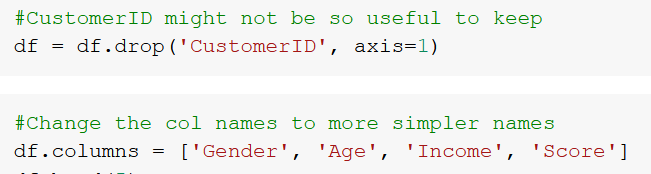 #CustomerID might not be so useful to keep
df = df.drop('CustomerID', axis=1)
#Change the col names to more simpler names
df.columns = ['Gender', 'Age', 'Income', 'Score']